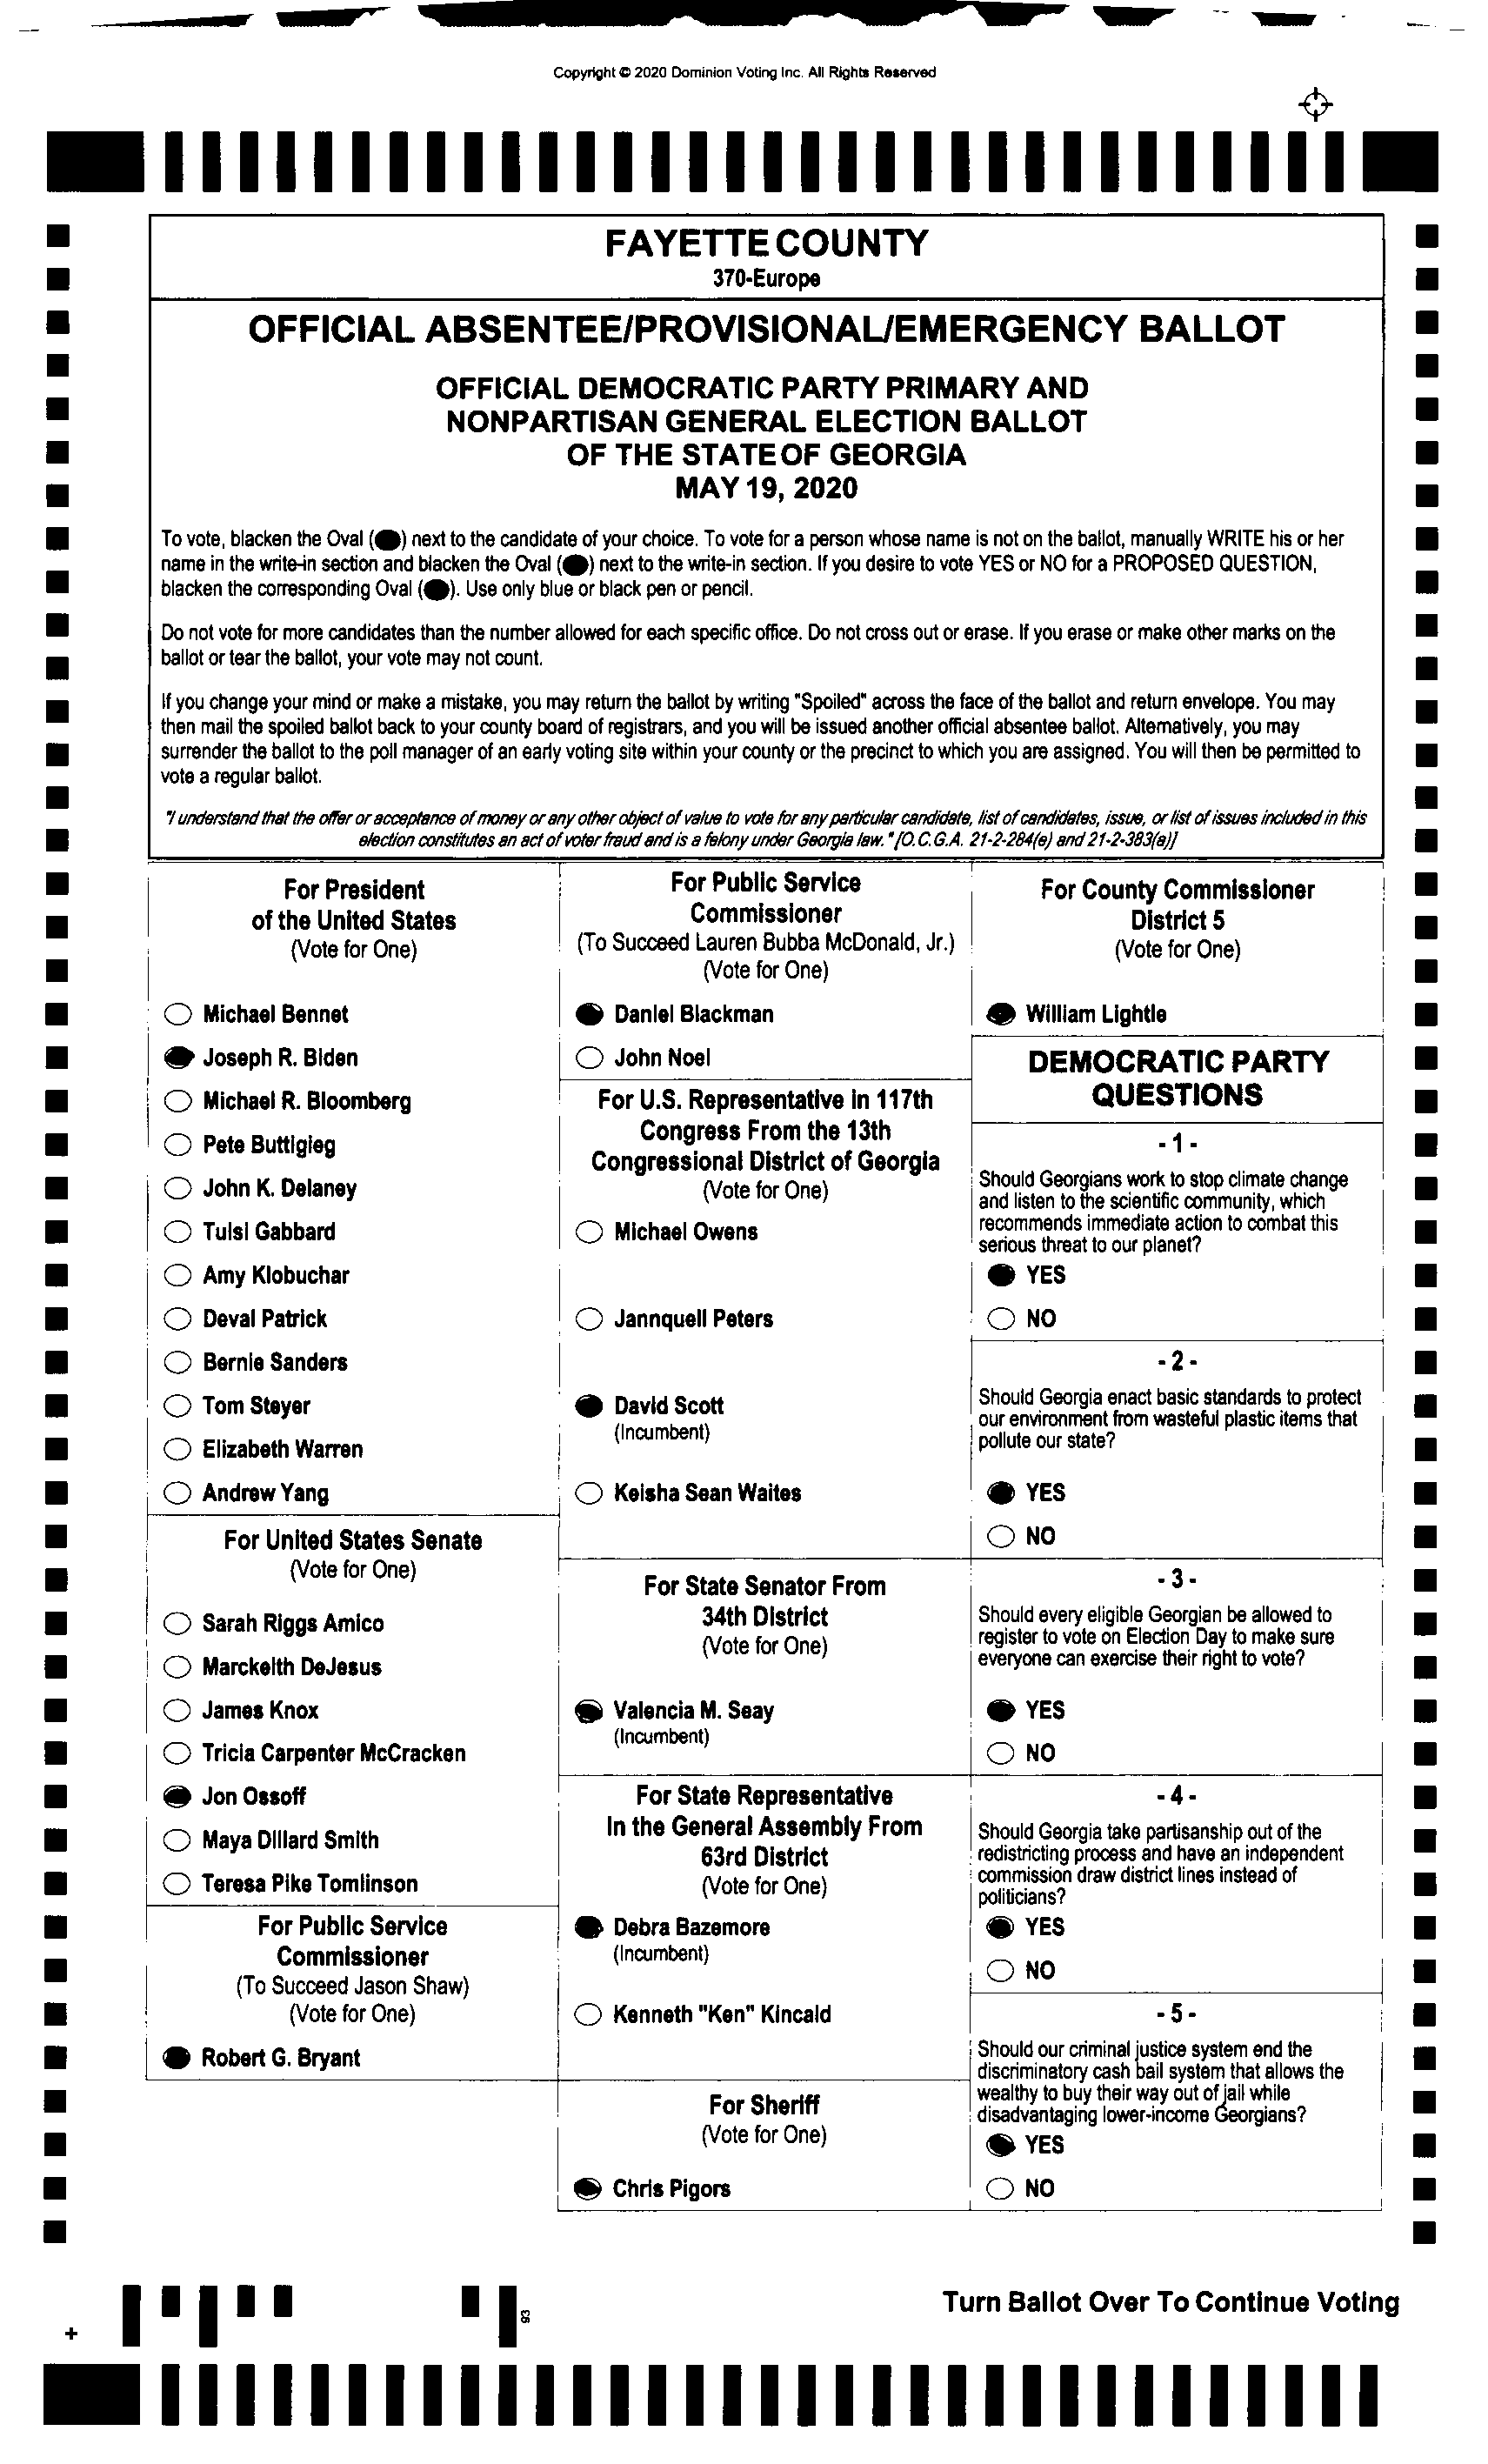 Copyright © 2020 Dominion Voting Inc. All Rights Reserved
FAYETTE COUNTY
370-Europe
OFFICIAL ABSENTEE/PROVISIONAL/EMERGENCY BALLOT
OFFICIAL DEMOCRATIC PARTY PRIMARY AND
NONPARTISAN GENERAL ELECTION BALLOT
OF THE STATE OF GEORGIA
MAY 19, 2020
To vote, blacken the Oval () next to the candidate of your choice. To vote for a person whose name is not on the ballot, manually WRITE his or her
name in the write-in section and blacken the Oval () next to the write-in section. If you desire to vote YES or NO for a PROPOSED QUESTION,
blacken the corresponding Oval (). Use only blue or black pen or pencil.
Do not vote for more candidates than the number allowed for each specific office. Do not cross out or erase. If you erase or make other marks on the
ballot or tear the ballot, your vote may not count.
If you change your mind or make a mistake, you may return the ballot by writing "Spoiled" across the face of the ballot and return envelope. You may
then mail the spoiled ballot back to your county board of registrars, and you will be issued another official absentee ballot. Alternatively, you may
surrender the ballot to the poll manager of an early voting site within your county or the precinct to which you are assigned. You will then be permitted to
vote a regular ballot.
"I understand that the offer or acceptance of money or any other object of value to vote for any particular candidate, list of candidates, issue, or list of issues included in this
election constitutes an act of voter fraud and is a felony under Georgia law." [O.C.G.A. 21-2-284(e) and 21-2-383(a)]
For President
of the United States
(Vote for One)
Michael Bennet
Joseph R. Biden
Michael R. Bloomberg
Pete Buttigieg
John K. Delaney
Tulsi Gabbard
Amy Klobuchar
Deval Patrick
Bernie Sanders
Tom Steyer
Elizabeth Warren
Andrew Yang
For United States Senate
(Vote for One)
Sarah Riggs Amico
Marckeith DeJesus
James Knox
Tricia Carpenter McCracken
Jon Ossoff
Maya Dillard Smith
Teresa Pike Tomlinson
For Public Service
Commissioner
(To Succeed Jason Shaw)
(Vote for One)
Robert G. Bryant
For Public Service
Commissioner
(To Succeed Lauren Bubba McDonald, Jr.)
(Vote for One)
Daniel Blackman
John Noel
For U.S. Representative in 117th
Congress From the 13th
Congressional District of Georgia
(Vote for One)
Michael Owens
Jannquell Peters
David Scott
(Incumbent)
Keisha Sean Waites
For State Senator From
34th District
(Vote for One)
Valencia M. Seay
(Incumbent)
For State Representative
In the General Assembly From
63rd District
(Vote for One)
Debra Bazemore
(Incumbent)
Kenneth "Ken" Kincaid
For Sheriff
(Vote for One)
Chris Pigors
For County Commissioner
District 5
(Vote for One)
William Lightle
DEMOCRATIC PARTY
QUESTIONS
- 1 -
Should Georgians work to stop climate change
and listen to the scientific community, which
recommends immediate action to combat this
serious threat to our planet?
YES
NO
- 2 -
Should Georgia enact basic standards to protect
our environment from wasteful plastic items that
pollute our state?
YES
NO
- 3 -
Should every eligible Georgian be allowed to
register to vote on Election Day to make sure
everyone can exercise their right to vote?
YES
NO
- 4 -
Should Georgia take partisanship out of the
redistricting process and have an independent
commission draw district lines instead of
politicians?
YES
NO
- 5 -
Should our criminal justice system end the
discriminatory cash bail system that allows the
wealthy to buy their way out of jail while
disadvantaging lower-income Georgians?
YES
NO
93
Turn Ballot Over To Continue Voting